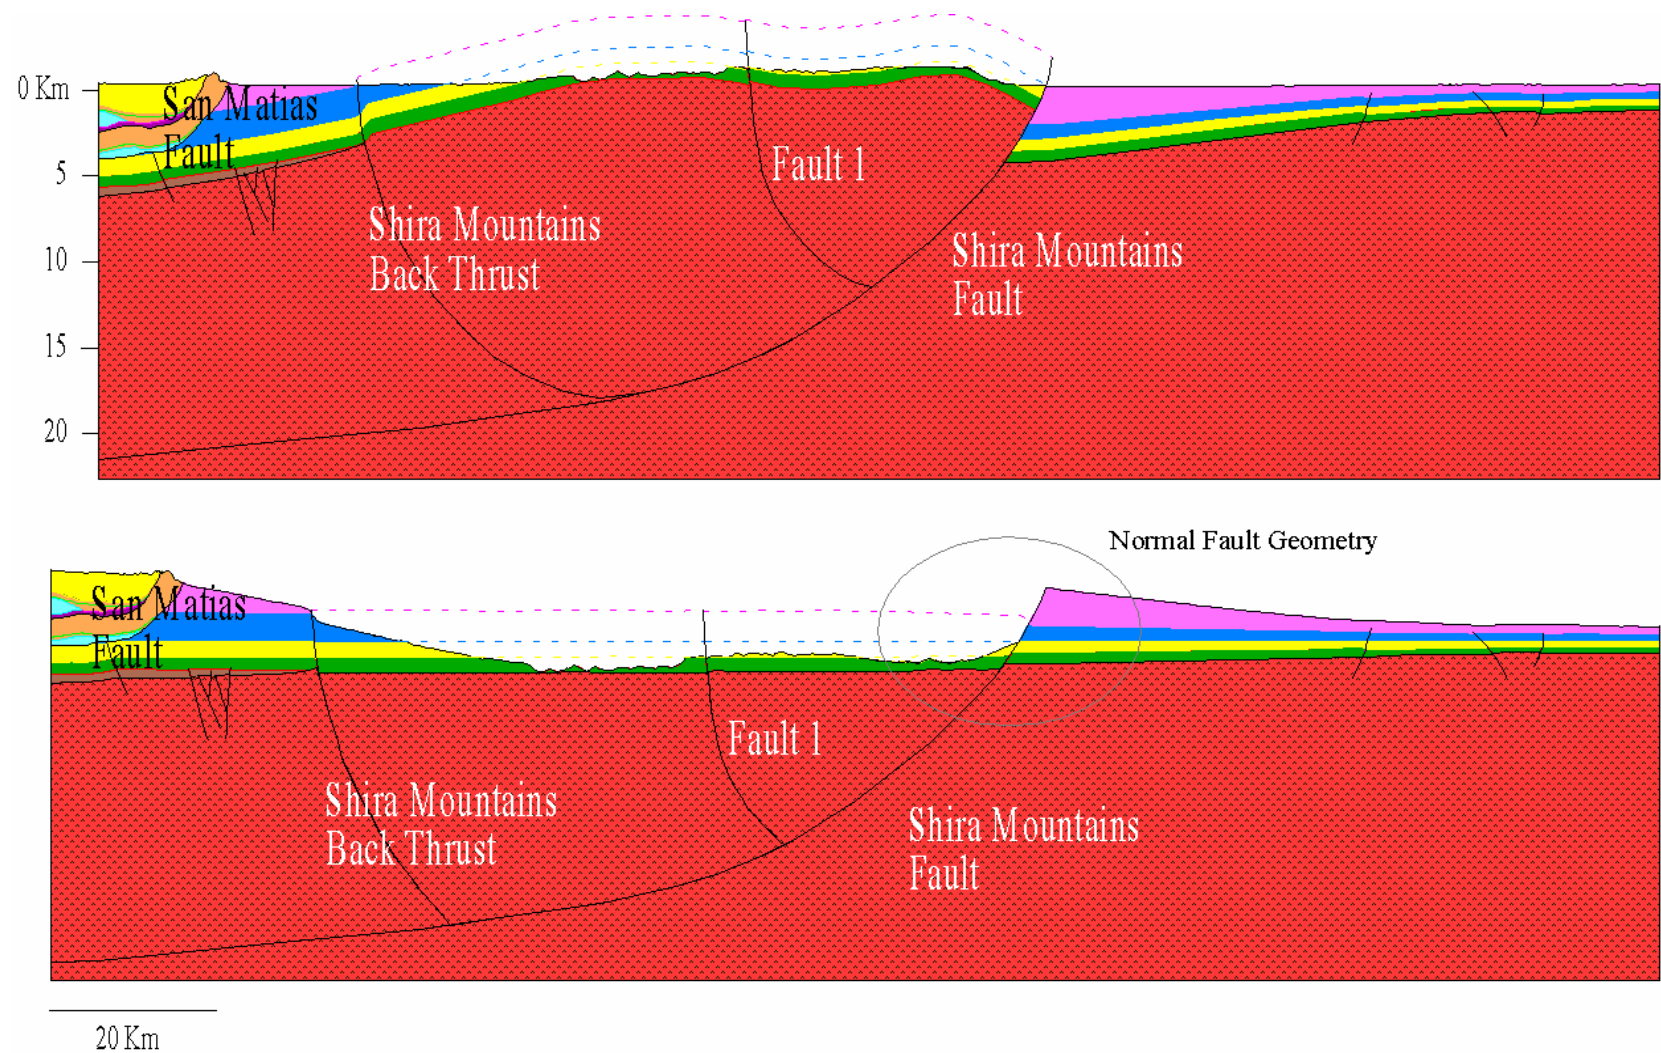 0 Km
San Matias
Fault
5
10
15
20
Fault 1
Shira Mountains
Back Thrust
Shira Mountains
Fault
Normal Fault Geometry
San Matias
Fault
Fault 1
Shira Mountains
Back Thrust
Shira Mountains
Fault
20 Km